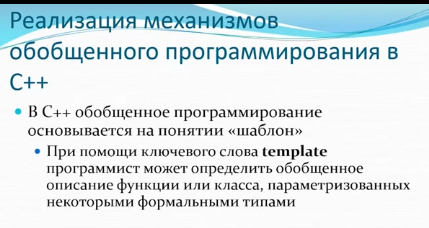 Реализация механизмов
обобщенного программирования в
C++
• В C++ обобщенное программирование
основывается на понятии «шаблон»
• При помощи ключевого слова template
программист может определить обобщенное
описание функции или класса, параметризованных
некоторыми формальными типами